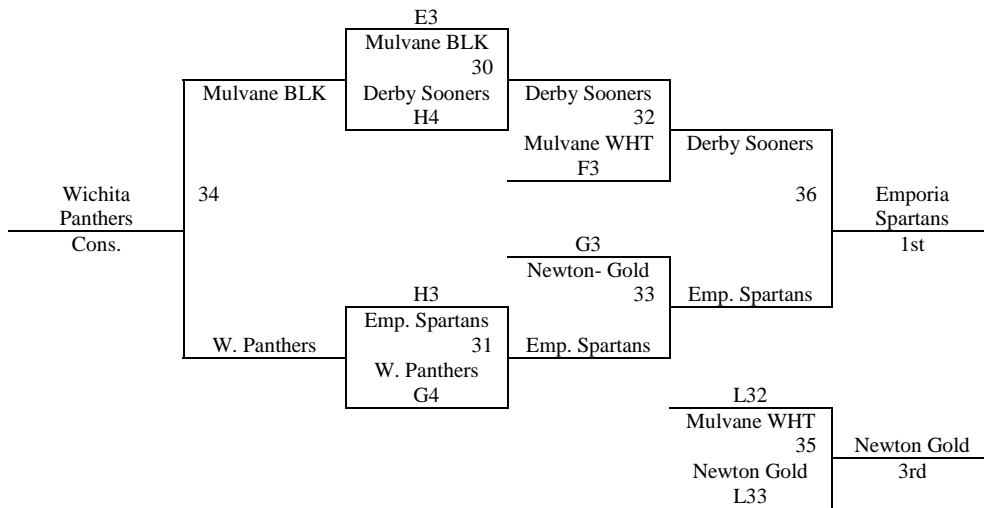 E3
Mulvane BLK
30
Mulvane BLK
Derby Sooners
Derby Sooners
H4
32
Mulvane WHT
Derby Sooners
F3
Wichita
Panthers
34
36
Emporia
Spartans
Cons.
G3
1st
Newton- Gold
H3
33
Emp. Spartans
Emp. Spartans
31
W. Panthers
Emp. Spartans
W. Panthers
G4
L32
Mulvane WHT
35
Newton Gold
Newton Gold
3rd
L33